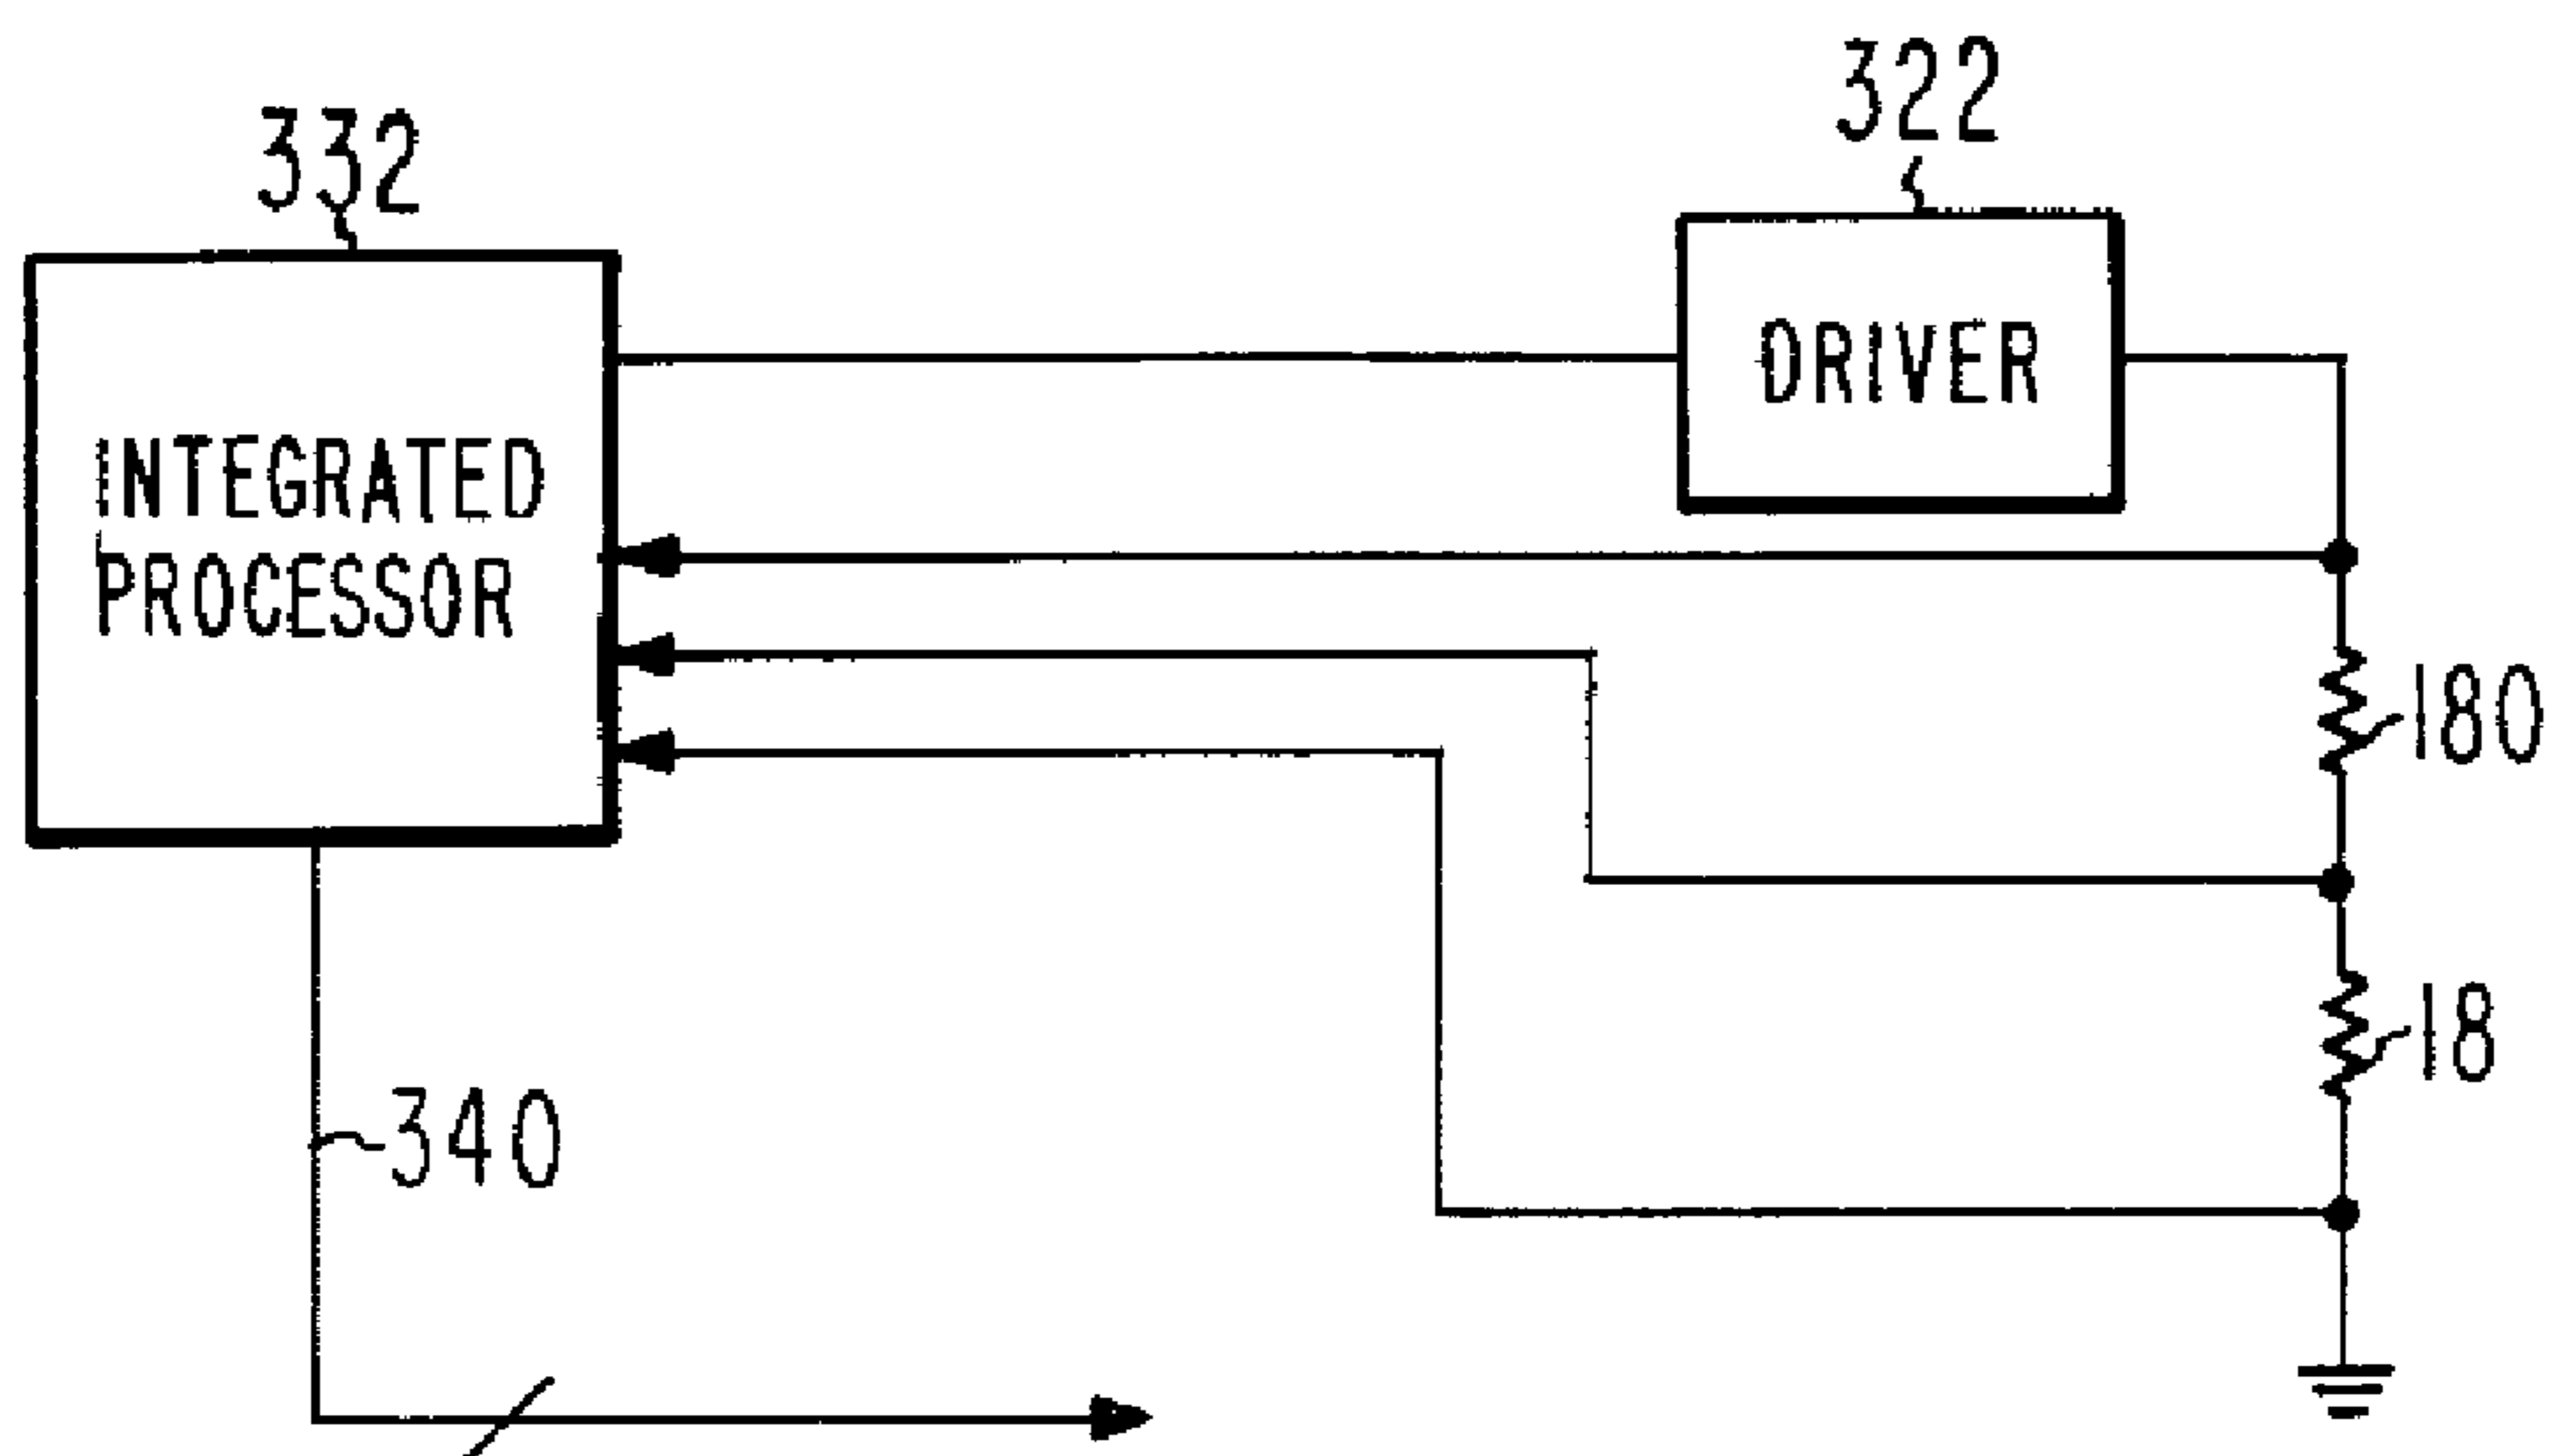 322
332
DRIVER
INTEGRATED
PROCESSOR
180
18
340